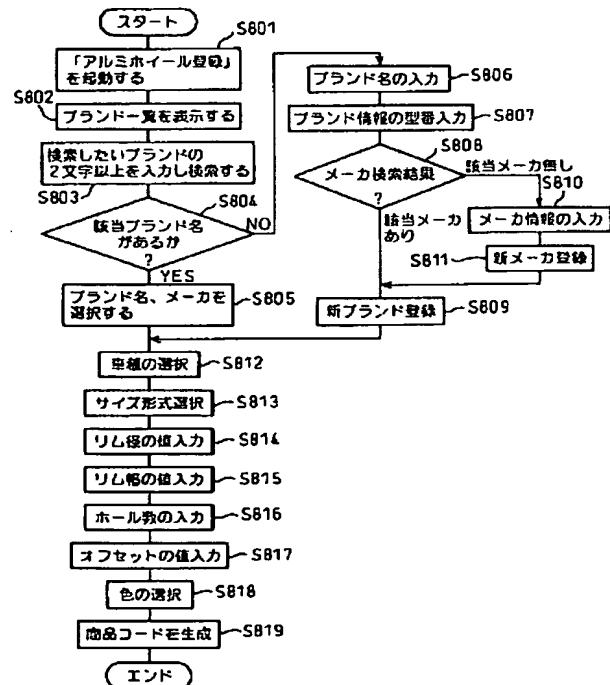 スタート
S801
「アルミホイール登録」
を起動する
S802
ブランド一覧を表示する
検索したいブランドの
2文字以上を入力し検索する
S803
S804
該当ブランド名
があるか
?
NO
YES
ブランド名、メーカを
選択する
S805
ブランド名の入力
S806
ブランド情報の型番入力
S807
S808
メーカ検索結果
?
該当メーカ無し
S810
該当メーカ
あり
メーカ情報の入力
S811
新メーカ登録
新ブランド登録
S809
車種の選択
S812
サイズ形式選択
S813
リム径の値入力
S814
リム幅の値入力
S815
ホール数の入力
S816
オフセットの値入力
S817
色の選択
S818
商品コードを生成
S819
エンド